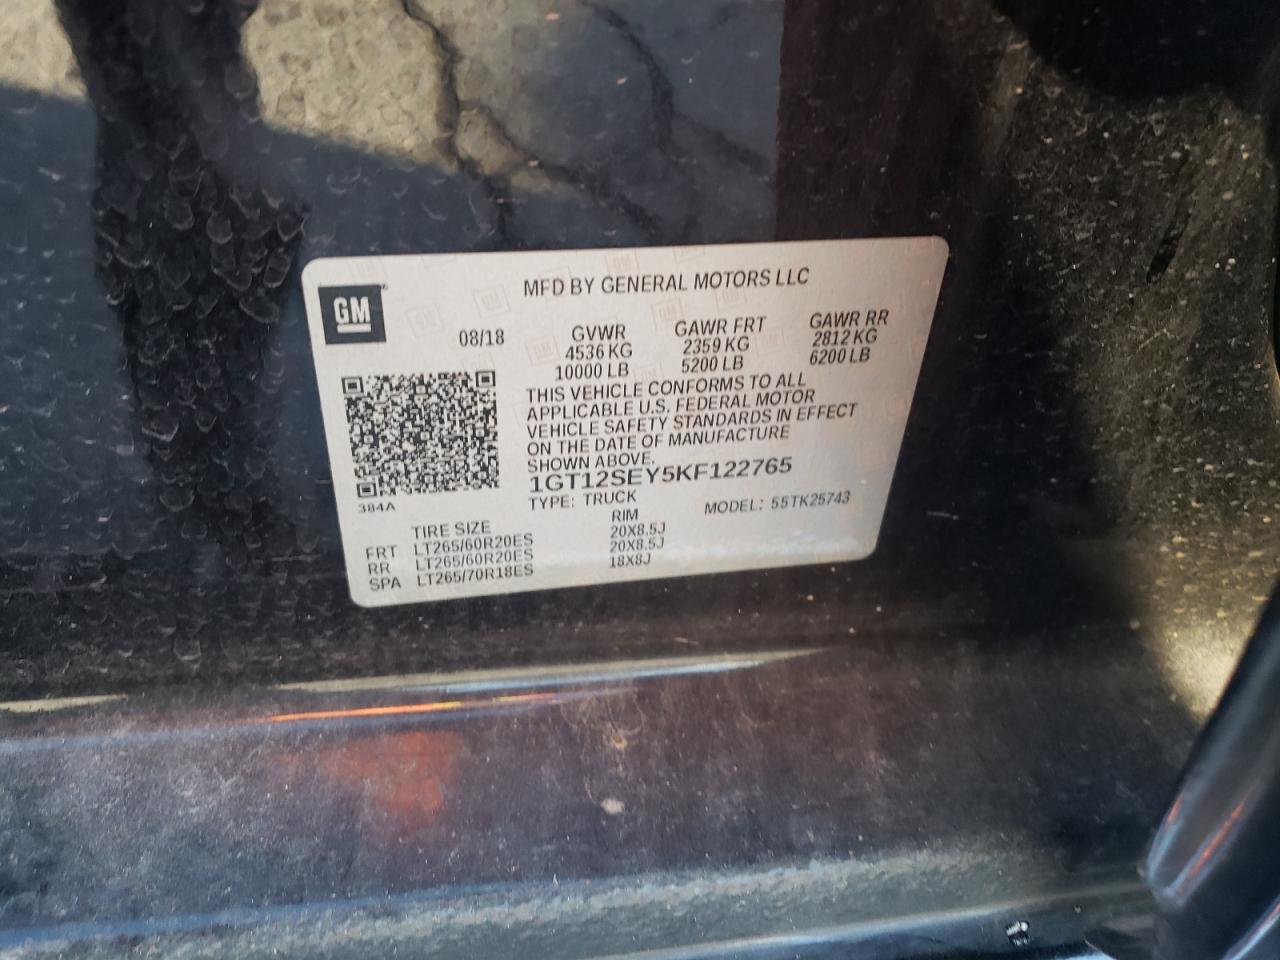 MFD BY GENERAL MOTORS LLC
GM
08/18
GVWR GAWR FRT GAWR RR
4536 KG 2359 KG 2812 KG
10000 LB 5200 LB 6200 LB
THIS VEHICLE CONFORMS TO ALL
APPLICABLE U.S. FEDERAL MOTOR
VEHICLE SAFETY STANDARDS IN EFFECT
ON THE DATE OF MANUFACTURE
SHOWN ABOVE.
1GT12SEY5KF122765
384A
TYPE: TRUCK MODEL: 55TK25743
TIRE SIZE RIM
FRT LT265/60R20ES 20X8.5J
RR LT265/60R20ES 20X8.5J
SPA LT265/70R18ES 18X8J